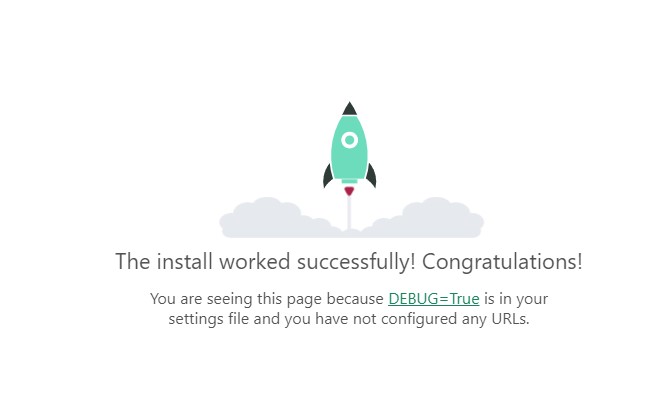 The install worked successfully! Congratulations!
You are seeing this page because DEBUG=True is in your
settings file and you have not configured any URLs.